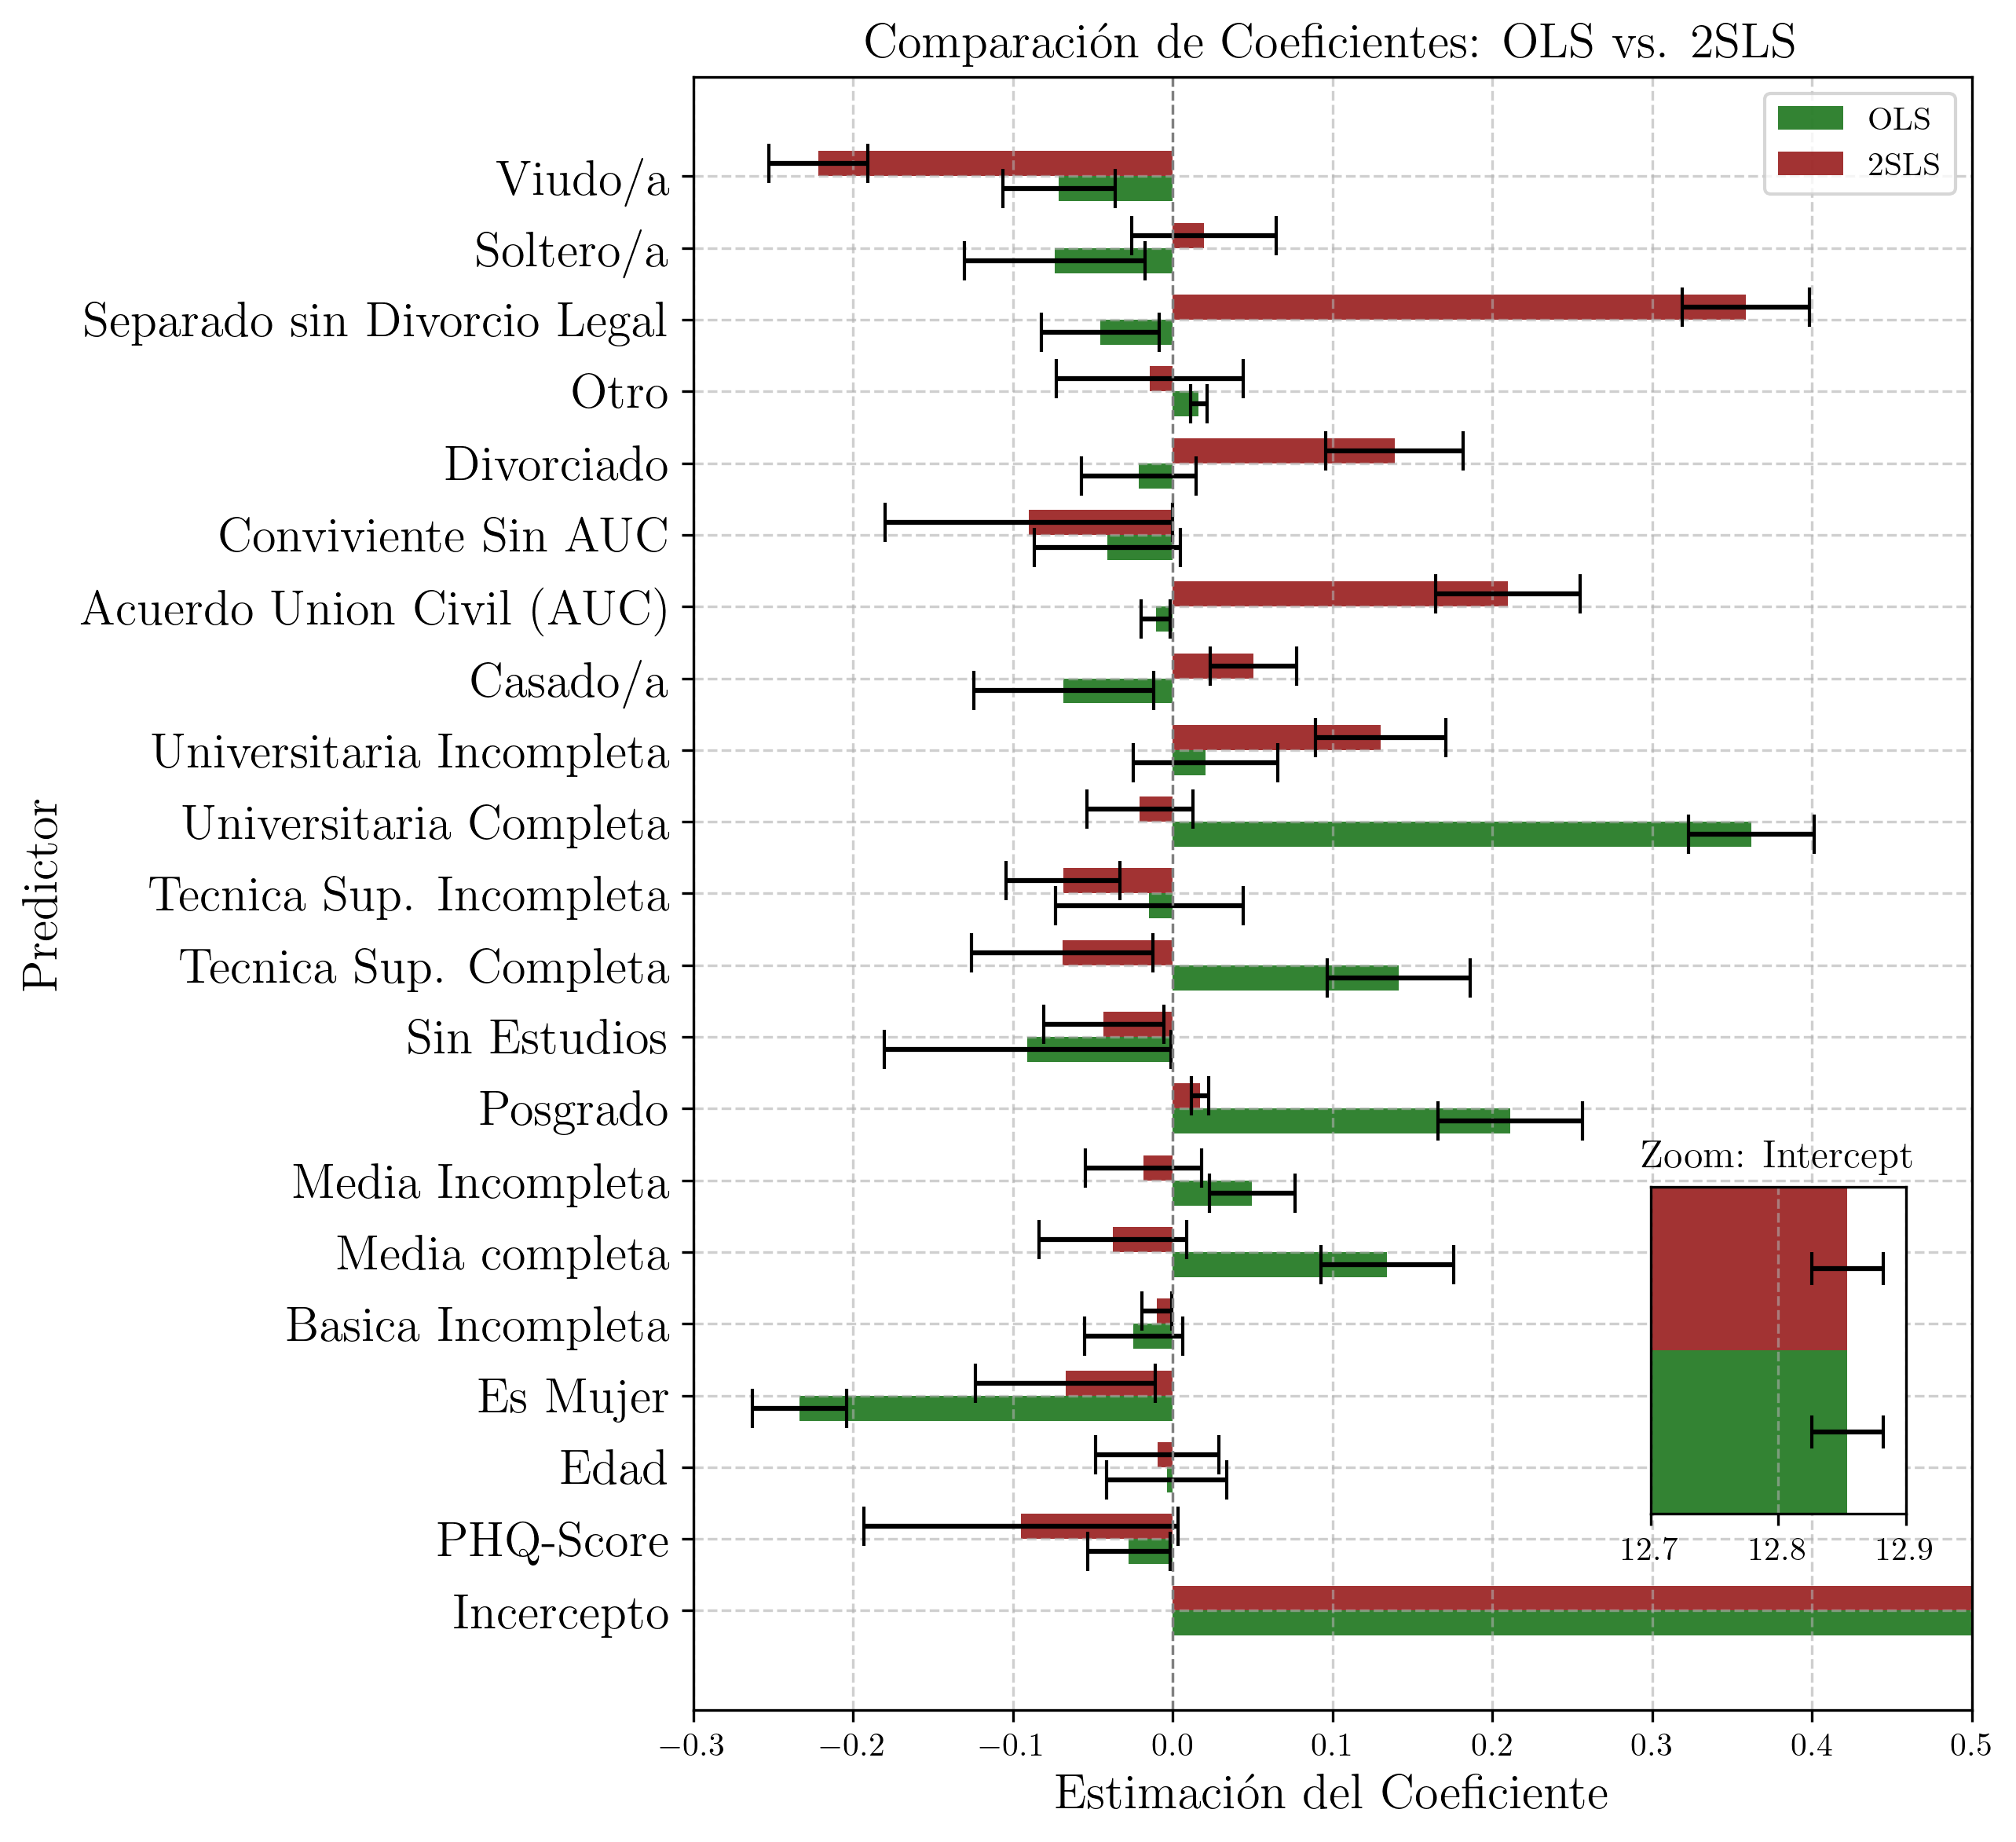 Comparación de Coeficientes: OLS vs. 2SLS
OLS
2SLS
Viudo/a
Soltero/a
Separado sin Divorcio Legal
Otro
Divorciado
Conviviente Sin AUC
Acuerdo Union Civil (AUC)
Casado/a
Universitaria Incompleta
Universitaria Completa
Tecnica Sup. Incompleta
Tecnica Sup. Completa
Sin Estudios
Posgrado
Media Incompleta
Media completa
Basica Incompleta
Es Mujer
Edad
PHQ-Score
Incercepto
Predictor
Zoom: Intercept
12.7 12.8 12.9
−0.3 −0.2 −0.1 0.0 0.1 0.2 0.3 0.4 0.5
Estimación del Coeficiente